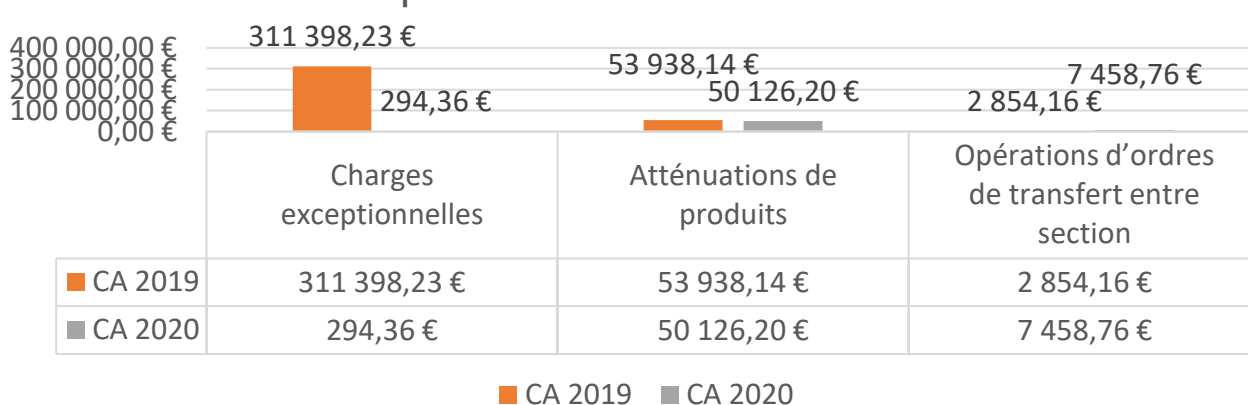 311 398,23 €
53 938,14 €
7 458,76 €
294,36 €
50 126,20 €
2 854,16 €
400 000,00 €
300 000,00 €
200 000,00 €
100 000,00 €
0,00 €
Charges
exceptionnelles
Atténuations de
produits
Opérations d’ordres
de transfert entre
section
CA 2019 311 398,23 € 53 938,14 € 2 854,16 €
CA 2020 294,36 € 50 126,20 € 7 458,76 €
CA 2019 CA 2020